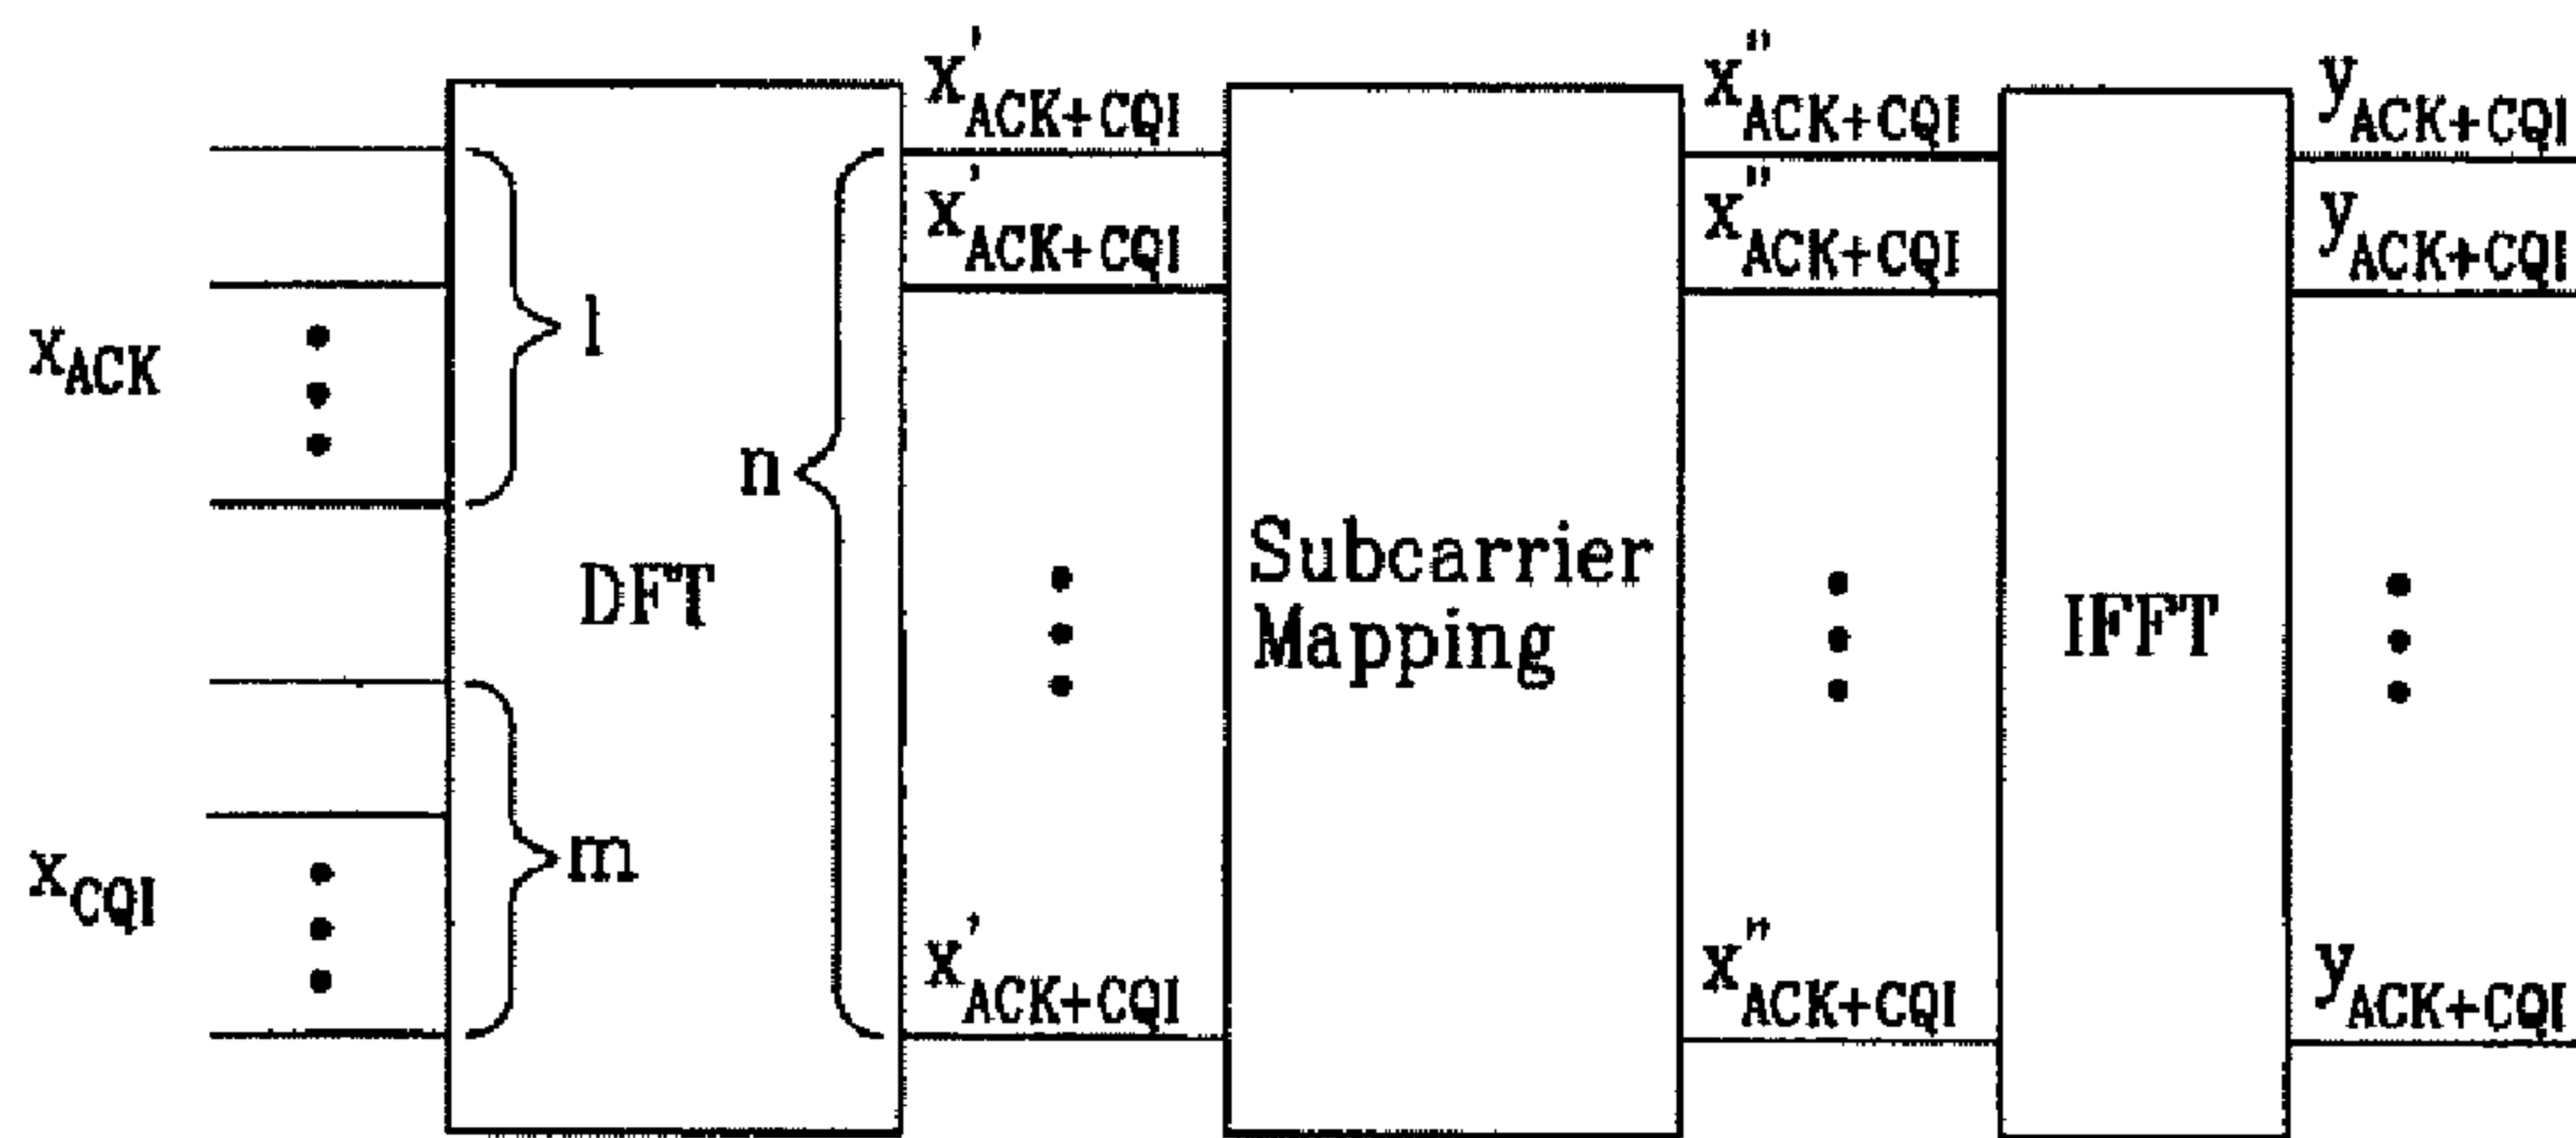 x'ACK+CQI
x''ACK+CQI
yACK+CQI
x'ACK+CQI
x''ACK+CQI
yACK+CQI
xACK
l
n
DFT
Subcarrier
Mapping
IFFT
xCQI
m
x'ACK+CQI
x''ACK+CQI
yACK+CQI